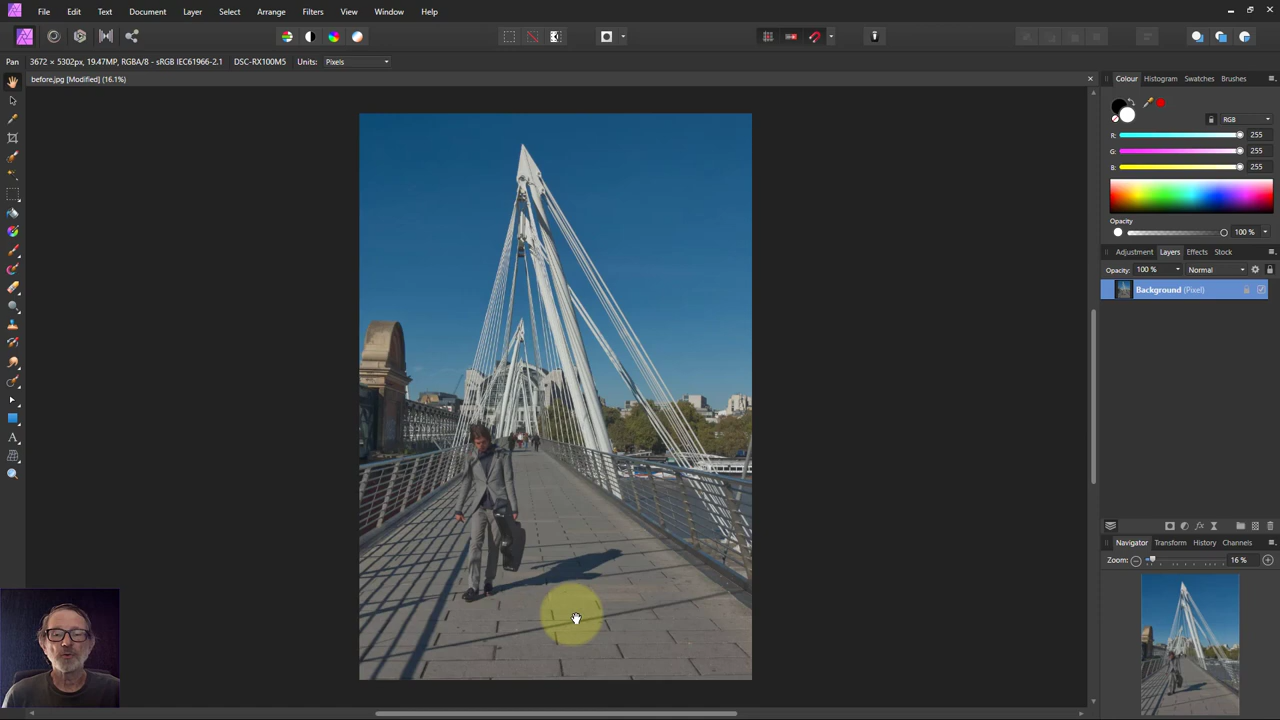 File Edit Text Document Layer Select Arrange Filters View Window Help
Pan 3672 × 5302px, 19.47MP, RGBA/8 - sRGB IEC61966-2.1 DSC-RX100M5 Units: Pixels
before.jpg [Modified] (16.1%)
Colour Histogram Swatches Brushes
RGB
R: 255
G: 255
B: 255
Opacity
100 %
Adjustment Layers Effects Stock
Opacity: 100 % Normal
Background (Pixel)
Navigator Transform History Channels
Zoom: 16 %